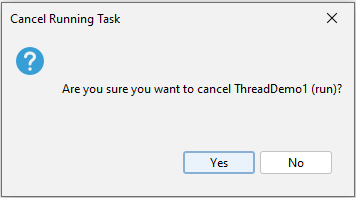 Cancel Running Task
Are you sure you want to cancel ThreadDemo1 (run)?
Yes
No